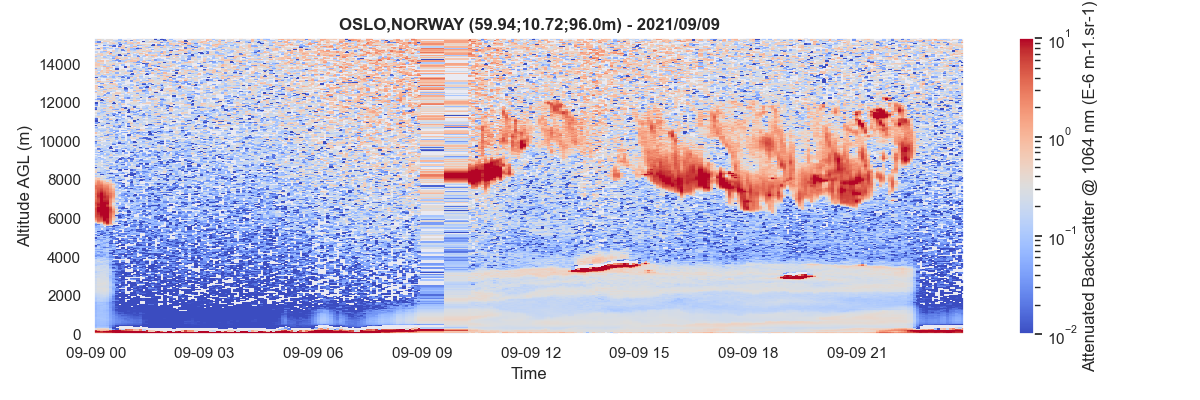 OSLO,NORWAY (59.94;10.72;96.0m) - 2021/09/09
Altitude AGL (m)
14000
12000
10000
8000
6000
4000
2000
0
09-09 00 09-09 03 09-09 06 09-09 09 09-09 12 09-09 15 09-09 18 09-09 21
Time
10¹
10⁰
10⁻¹
10⁻²
Attenuated Backscatter @ 1064 nm (E-6 m-1.sr-1)